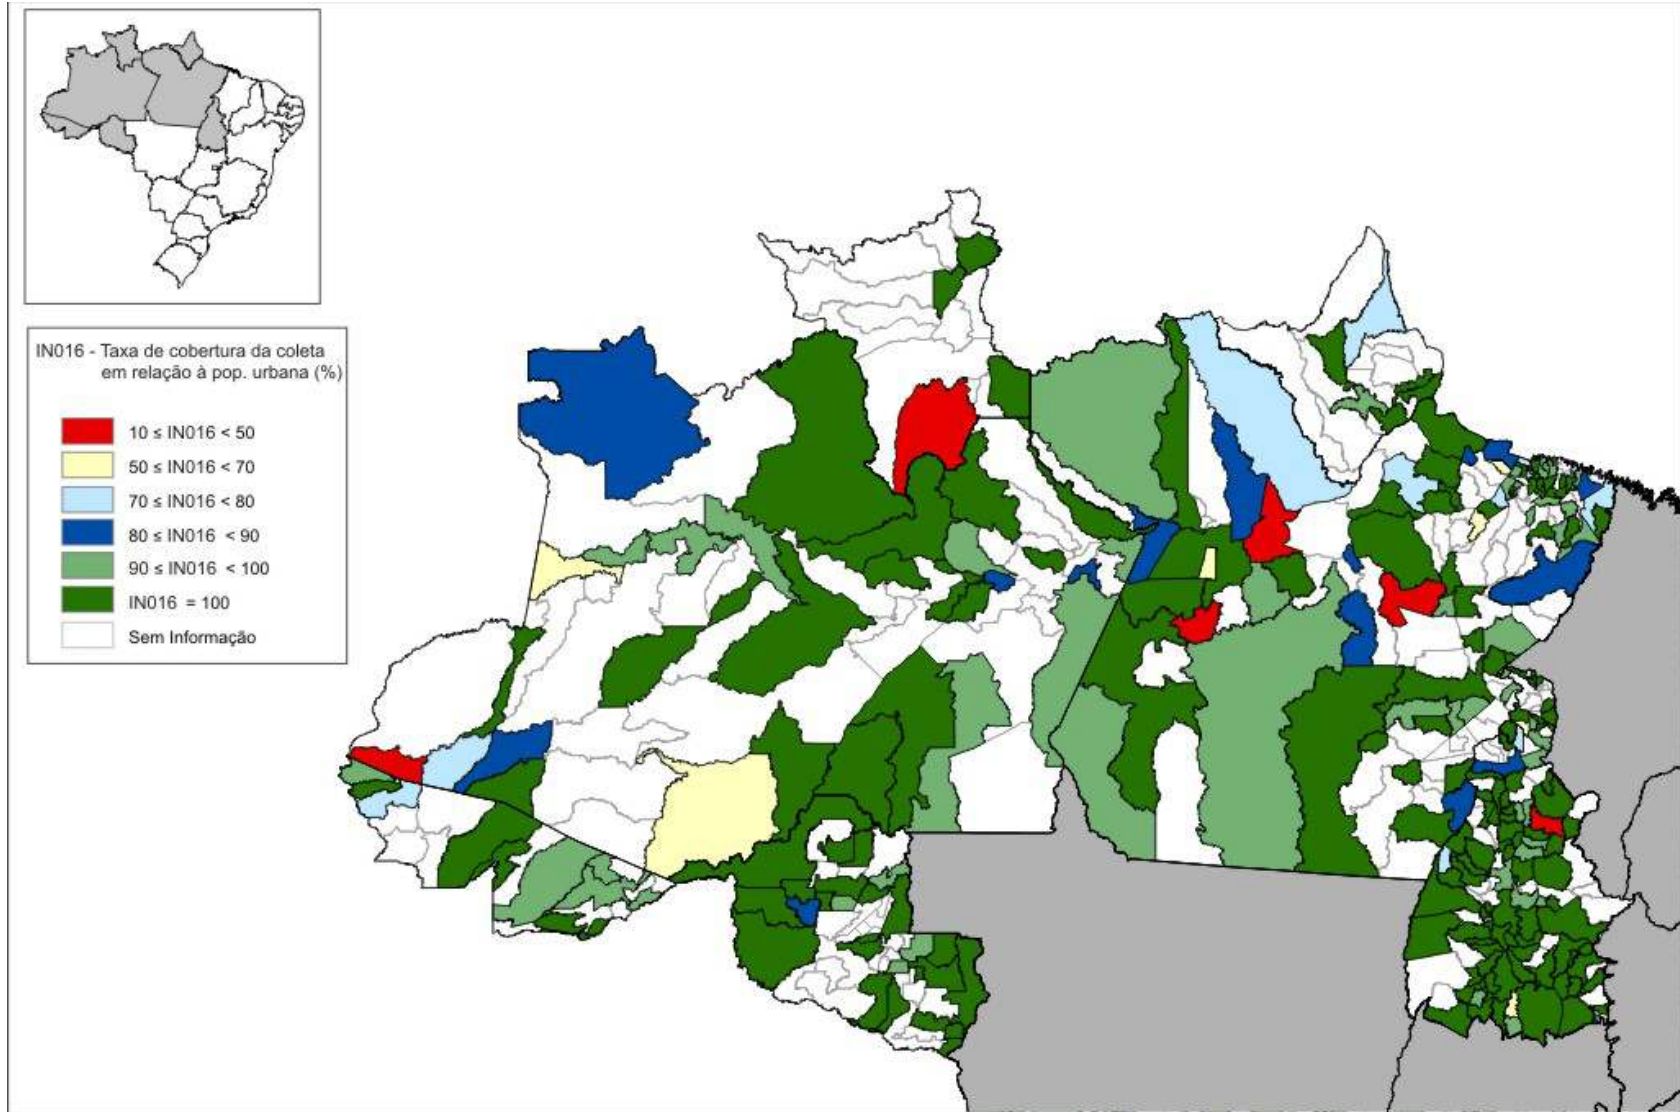 IN016 - Taxa de cobertura da coleta
em relação à pop. urbana (%)
10 ≤ IN016 < 50
50 ≤ IN016 < 70
70 ≤ IN016 < 80
80 ≤ IN016 < 90
90 ≤ IN016 < 100
IN016 = 100
Sem Informação